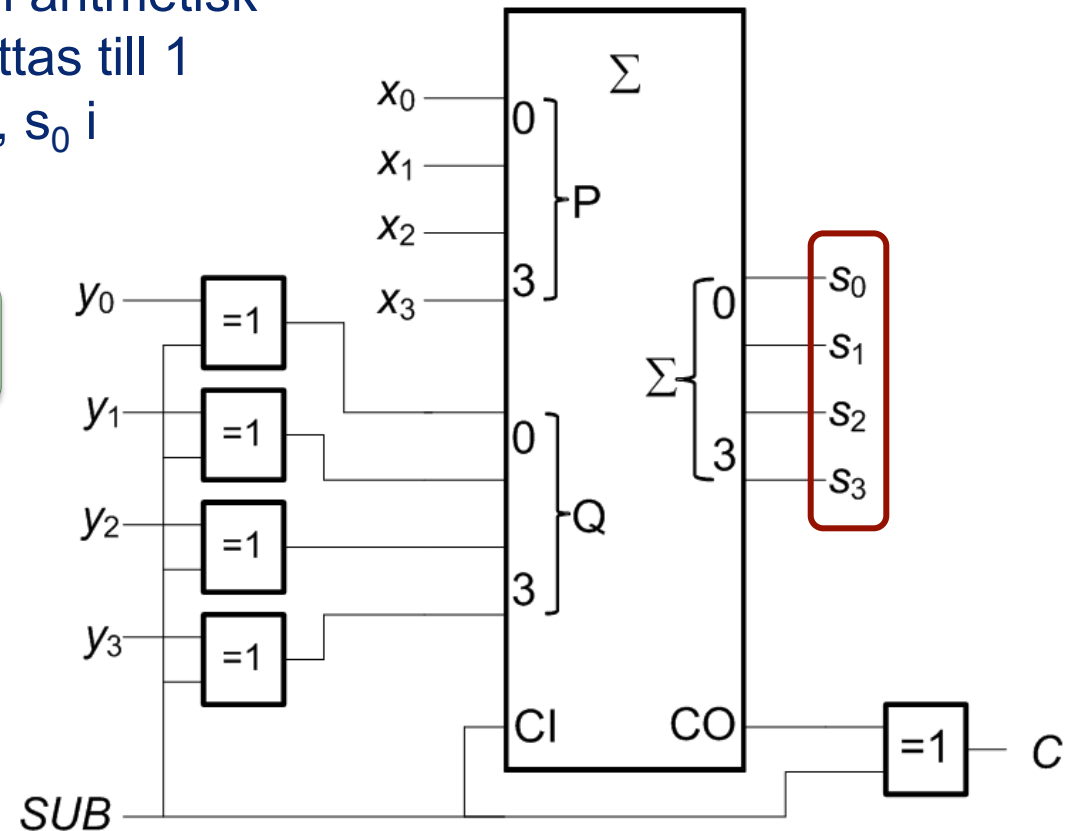 aritmetisk
ttas till 1
, s₀ i
Σ
x₀
x₁
x₂
x₃
0
3
P
y₀
y₁
y₂
y₃
=1
=1
=1
=1
0
3
Q
Σ
0
3
s₀
s₁
s₂
s₃
CI
CO
=1
C
SUB